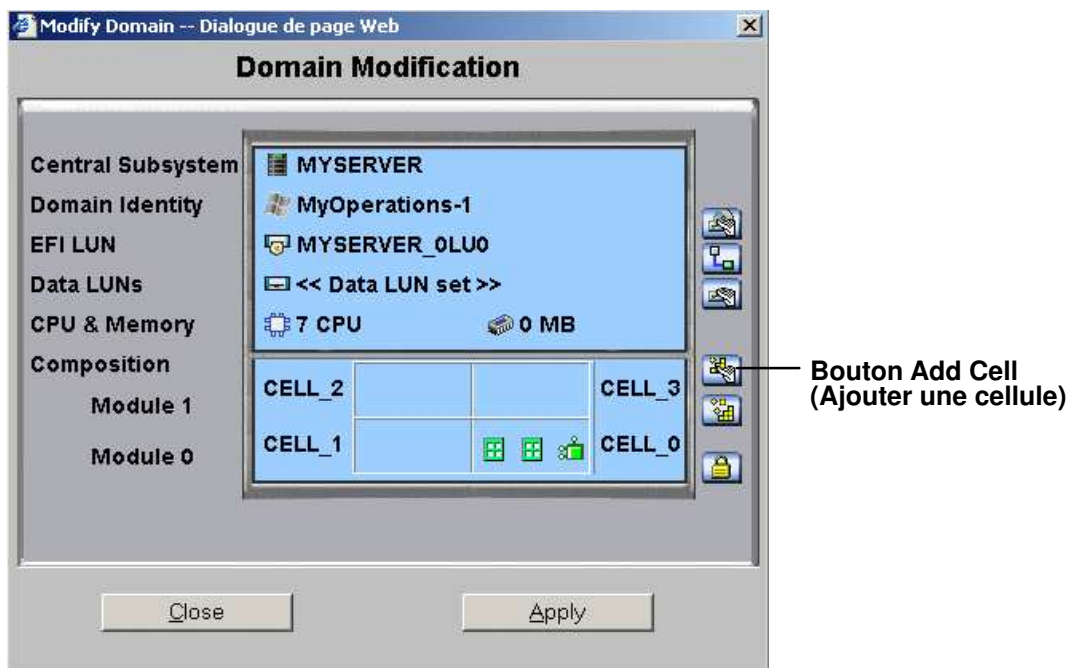 Modify Domain -- Dialogue de page Web
Domain Modification
Central Subsystem MYSERVER
Domain Identity MyOperations-1
EFI LUN MYSERVER_0LU0
Data LUNs << Data LUN set >>
CPU & Memory 7 CPU 0 MB
Composition
CELL_2 CELL_3
Module 1
CELL_1 CELL_0
Module 0
Bouton Add Cell
(Ajouter une cellule)
Close Apply